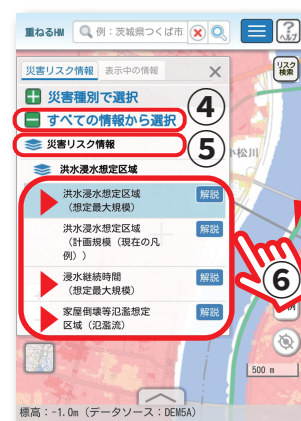 重ねるHM
例：茨城県つくば市
?
ヘルプ
災害リスク情報 表示中の情報
リスク
検索
災害種別で選択
④
すべての情報から選択
災害リスク情報
⑤
小松川
洪水浸水想定区域
洪水浸水想定区域
（想定最大規模）
解説
洪水浸水想定区域
（計画規模（現在の凡
例））
解説
浸水継続時間
（想定最大規模）
解説
⑥
家屋倒壊等氾濫想定
区域（氾濫流）
解説
500 m
標高：-1.0m（データソース：DEM5A）